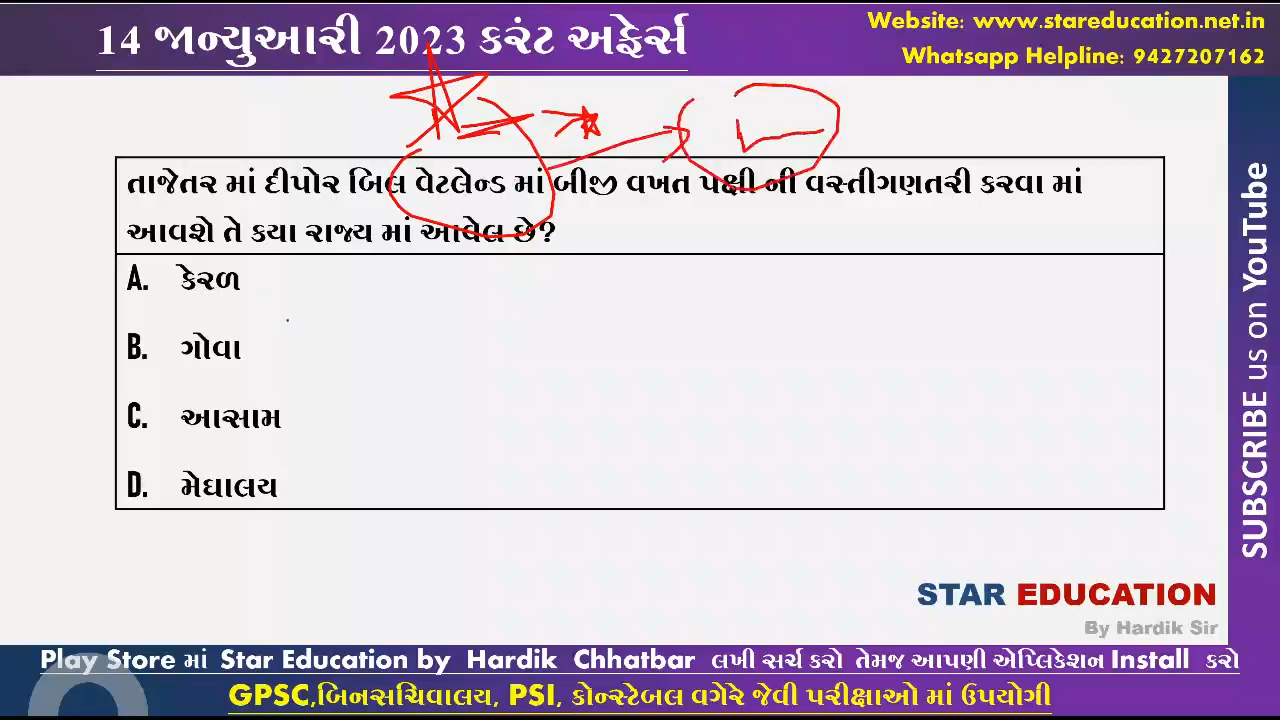 14 જાન્યુઆરી 2023 કરંટ અફેર્સ
Website: www.stareducation.net.in
Whatsapp Helpline: 9427207162
તાજેતર માં દીપોર બિલ વેટલેન્ડ માં બીજી વખત પક્ષી ની વસ્તીગણતરી કરવા માં
આવશે તે કયા રાજ્ય માં આવેલ છે?
A. કેરળ
B. ગોવા
C. આસામ
D. મેઘાલય
SUBSCRIBE us on YouTube
STAR EDUCATION
By Hardik Sir
Play Store માં Star Education by Hardik Chhatbar લખી સર્ચ કરો તેમજ આપણી એપ્લિકેશન Install કરો
GPSC,બિનસચિવાલય, PSI, કોન્સ્ટેબલ વગેરે જેવી પરીક્ષાઓ માં ઉપયોગી